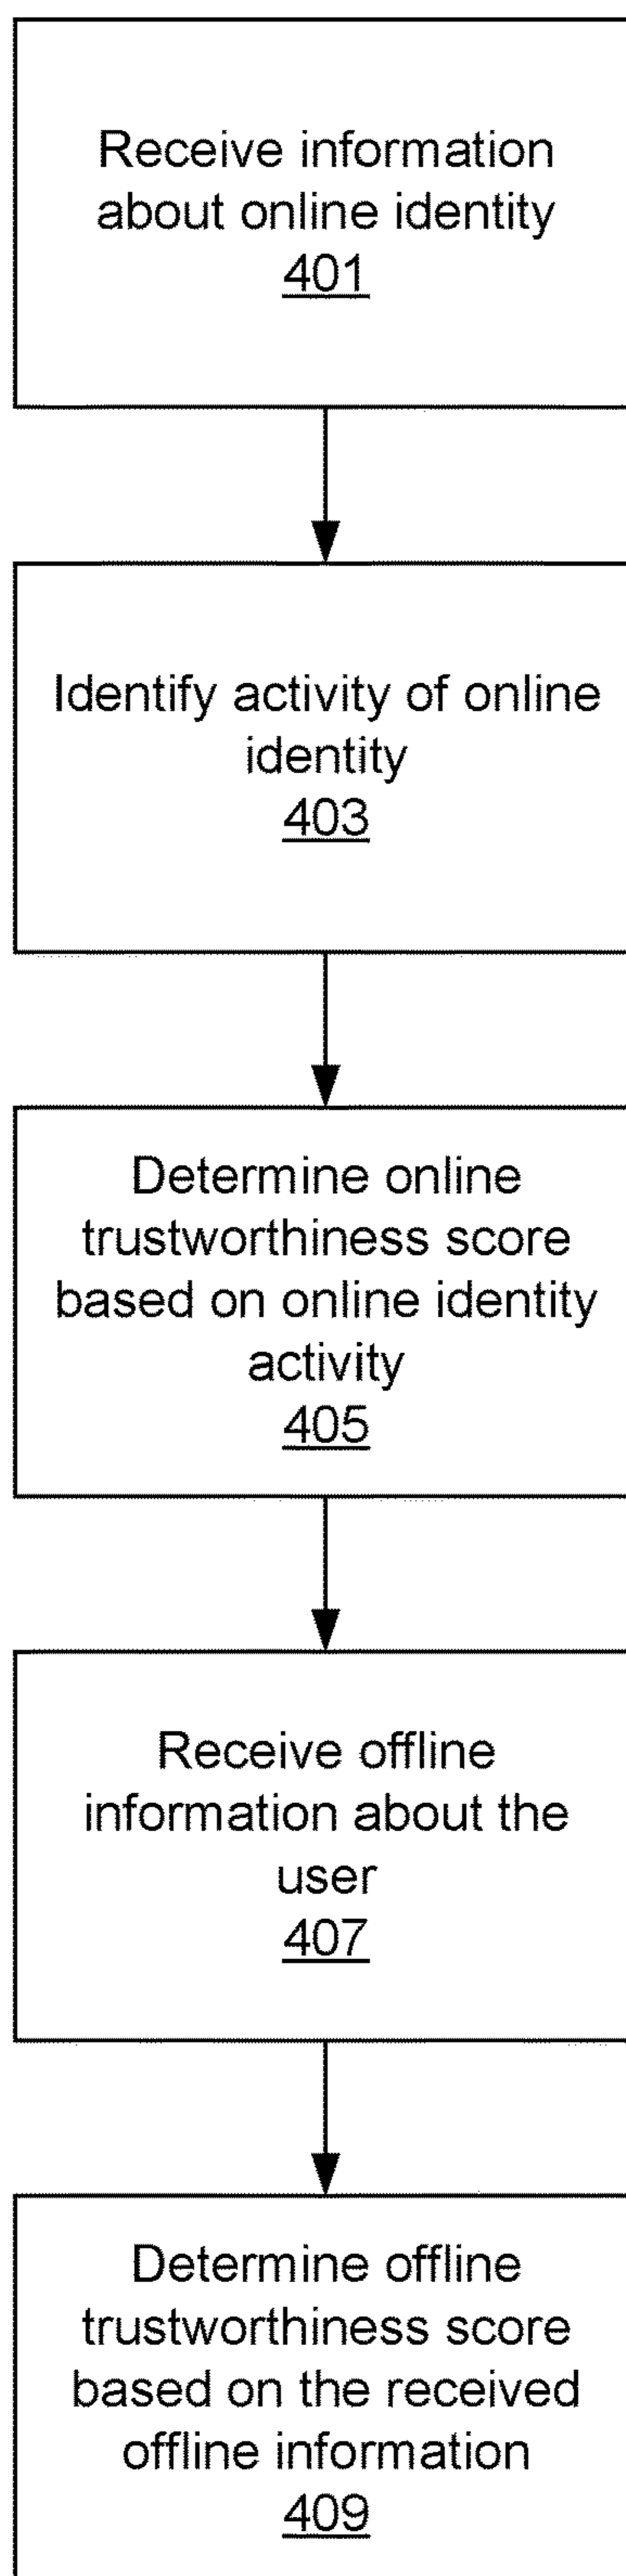 Receive information
about online identity
401
Identify activity of online
identity
403
Determine online
trustworthiness score
based on online identity
activity
405
Receive offline
information about the
user
407
Determine offline
trustworthiness score
based on the received
offline information
409